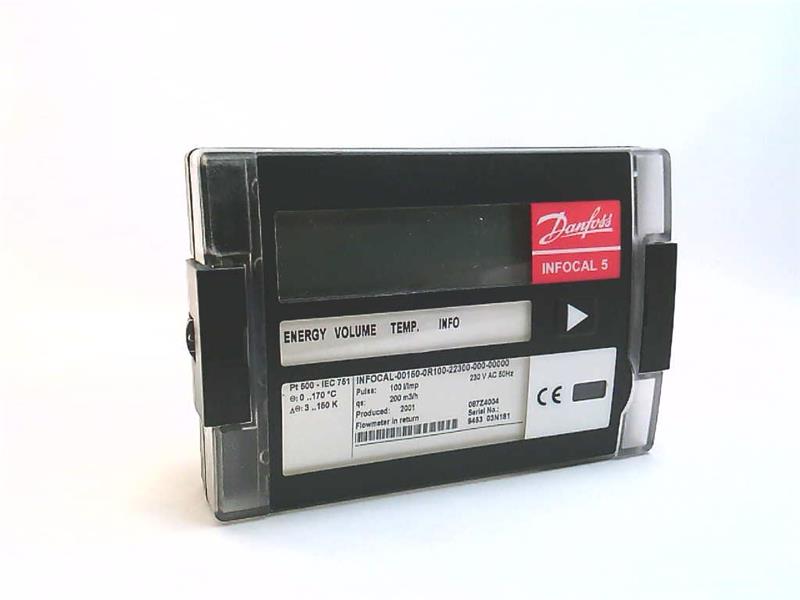 Danfoss
INFOCAL 5
ENERGY VOLUME TEMP. INFO
Pt 500 - IEC 751
Θ: 0 ..170 °C
ΔΘ: 3 ..150 K
INFOCAL-00150-0R100-22300-000-00000
Pulse: 100 l/Imp 230 V AC 50Hz
qs: 200 m3/h
Produced: 2001 087Z4004
Flowmeter in return Serial No.:
9453 03N181
CE